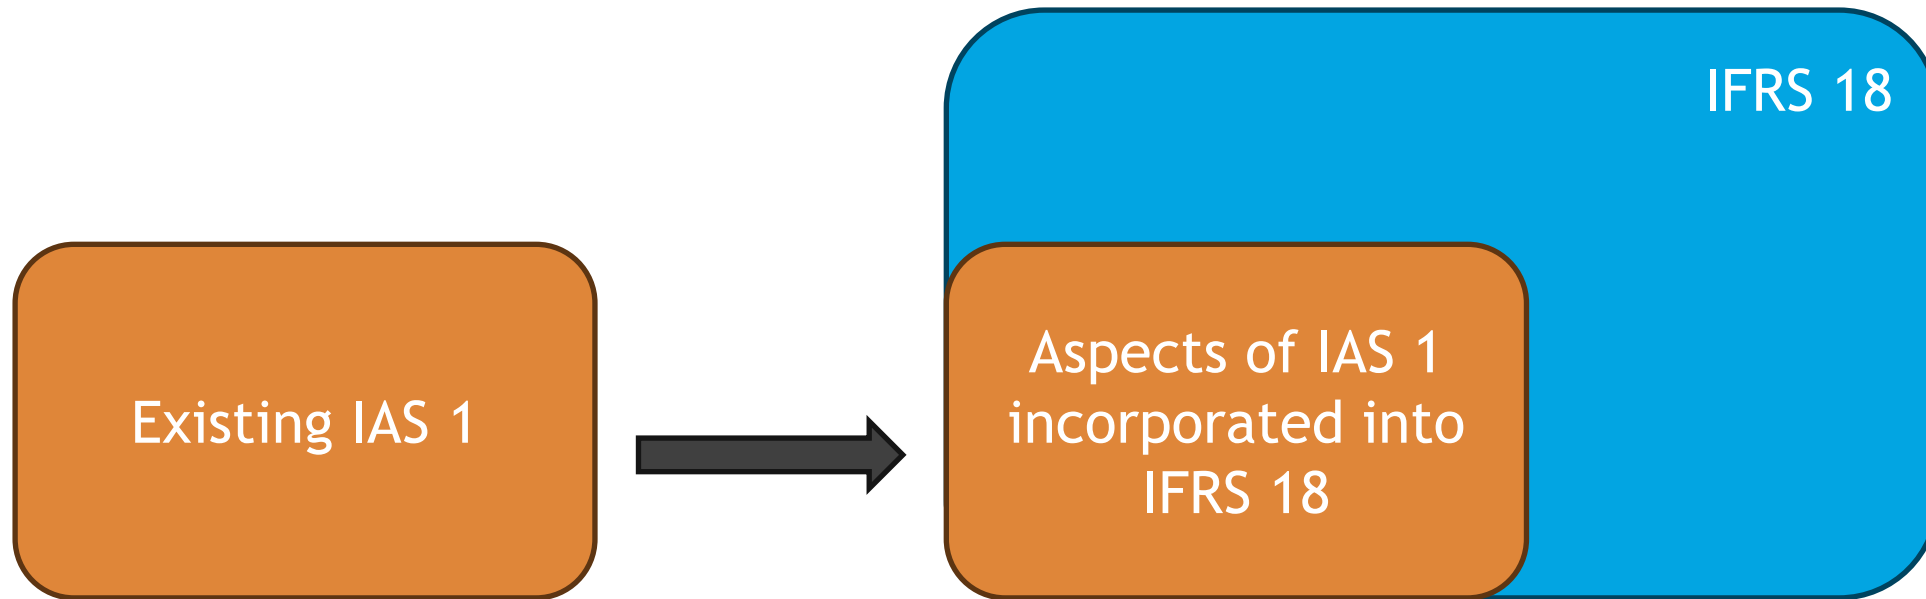 IFRS 18
Existing IAS 1
Aspects of IAS 1
incorporated into
IFRS 18